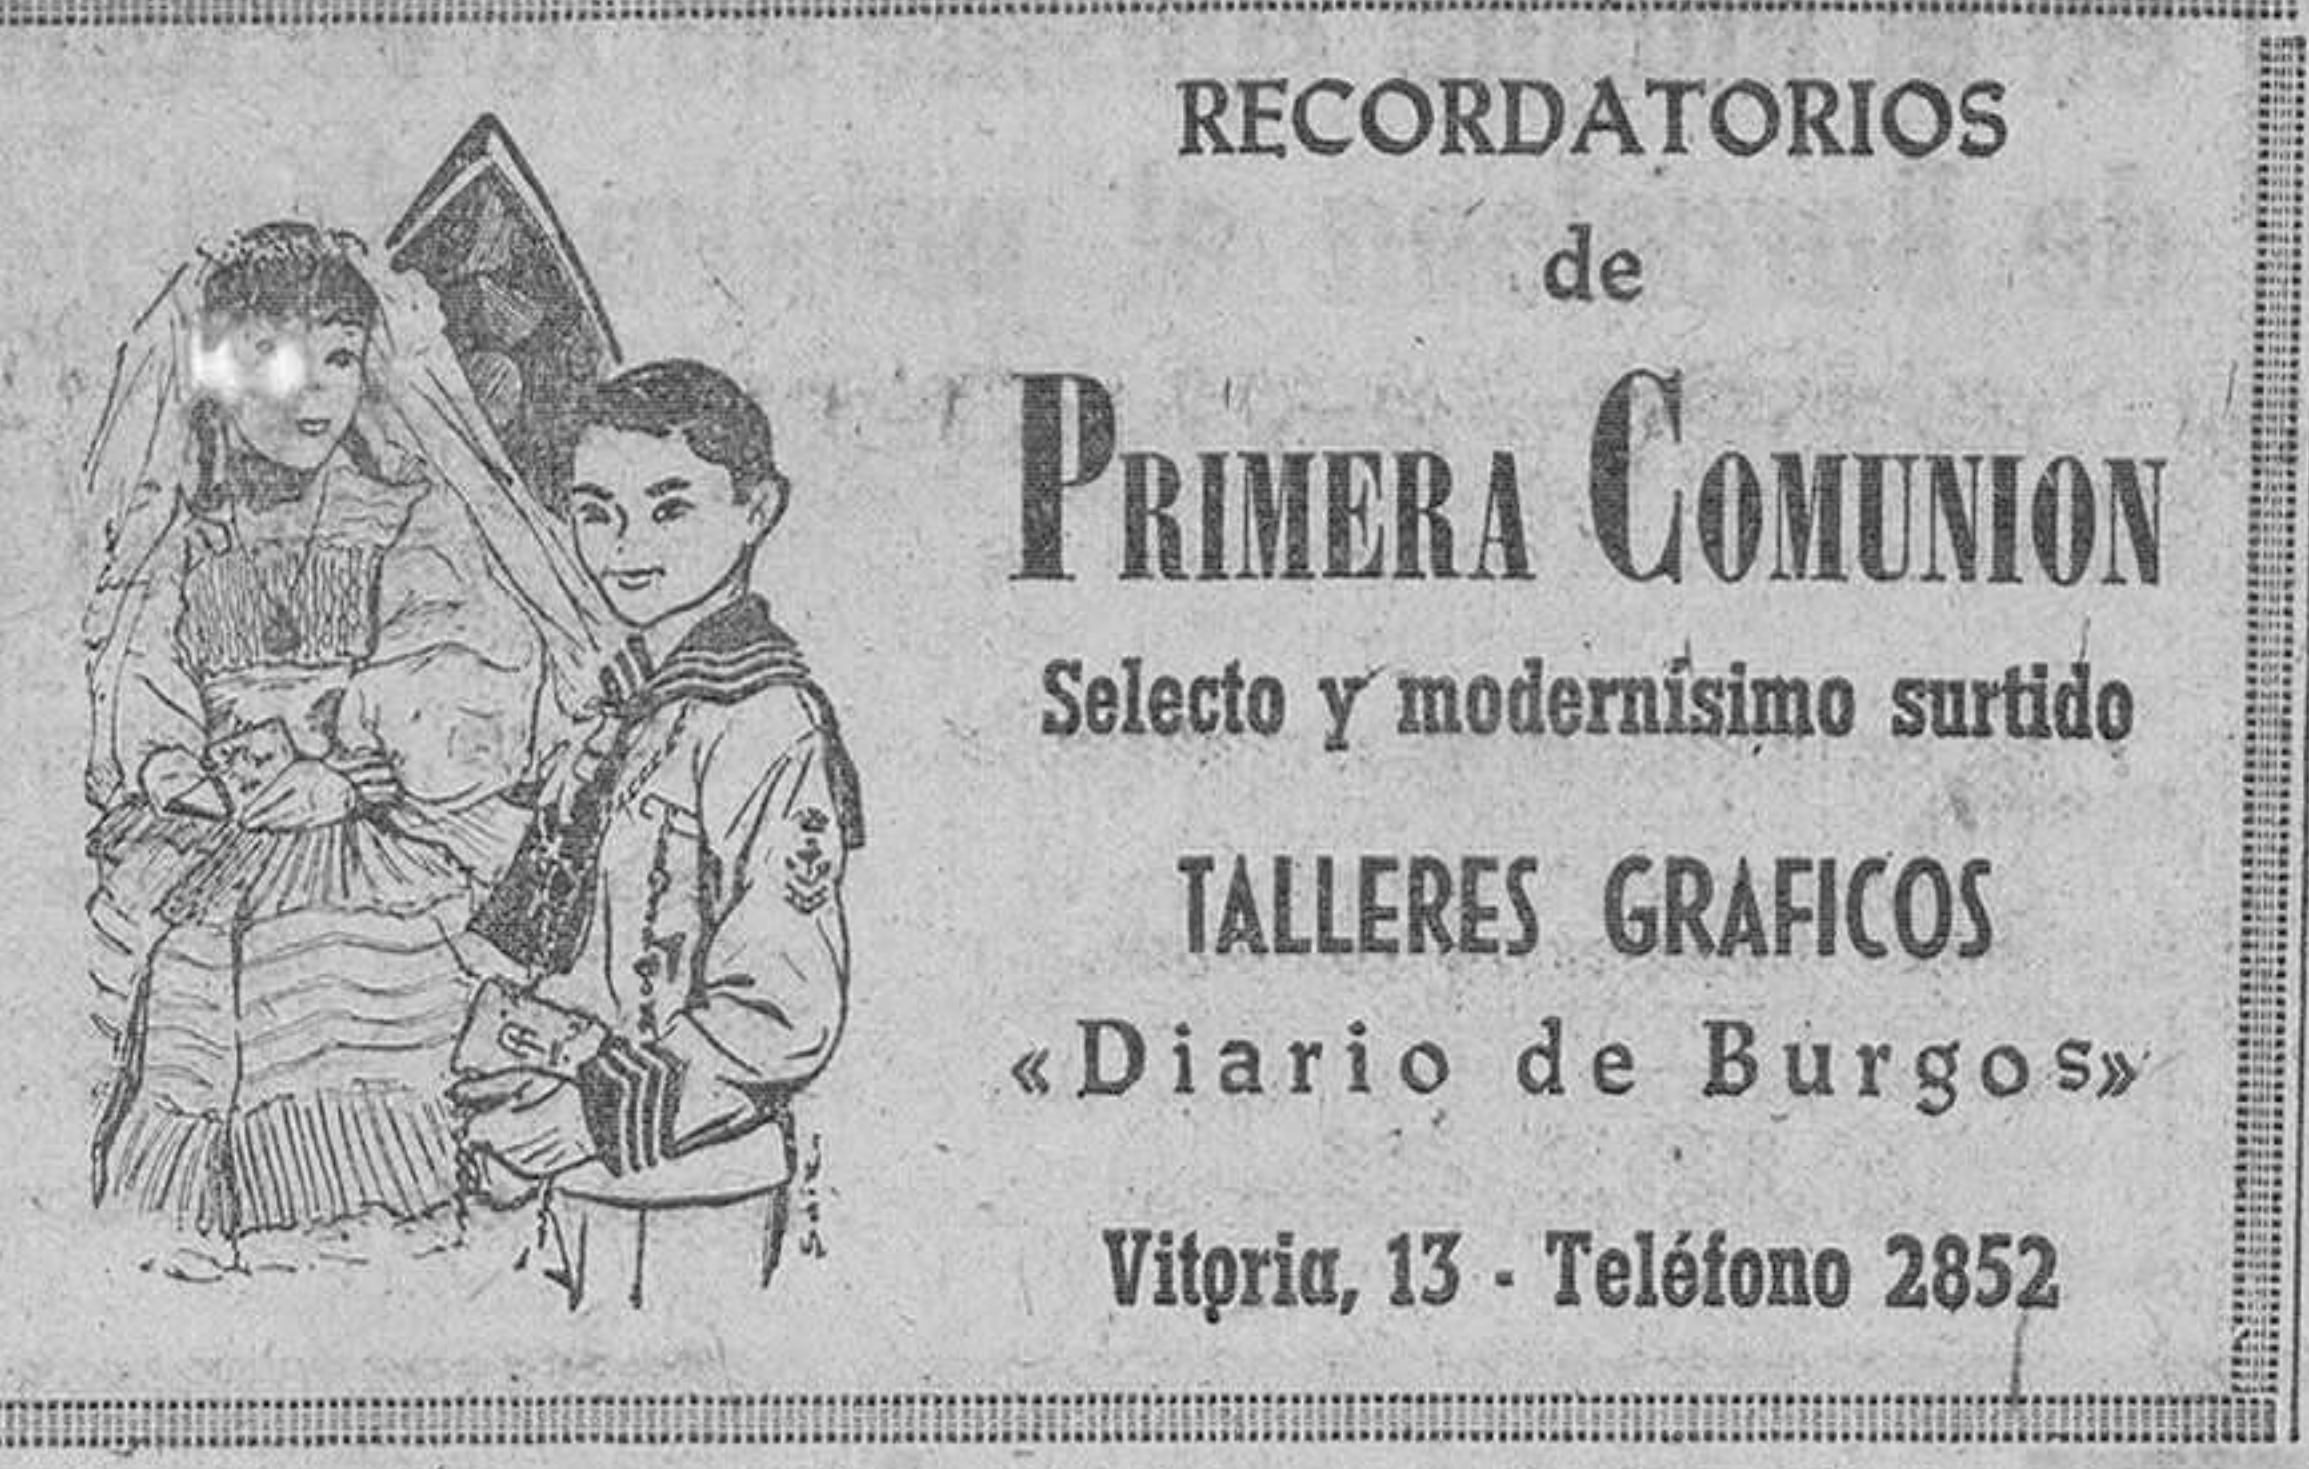 RECORDATORIOS
de
PRIMERA COMUNION
Selecto y modernísimo surtido
TALLERES GRAFICOS
«Diario de Burgos»
Vitoria, 13 - Teléfono 2852